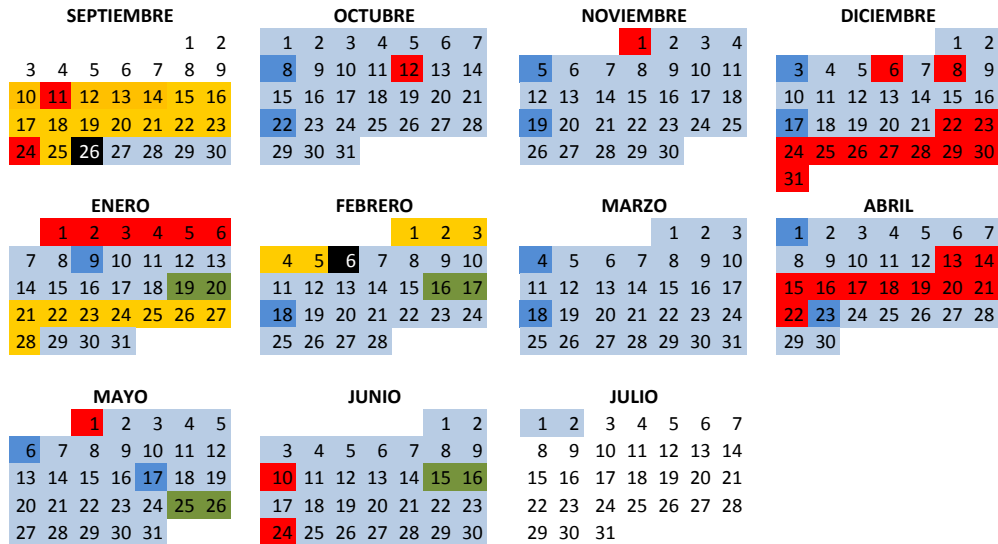 SEPTIEMBRE OCTUBRE NOVIEMBRE DICIEMBRE
1 2 1 2 3 4 5 6 7 1 2 3 4 1 2
3 4 5 6 7 8 9 8 9 10 11 12 13 14 5 6 7 8 9 10 11 3 4 5 6 7 8 9
10 11 12 13 14 15 16 15 16 17 18 19 20 21 12 13 14 15 16 17 18 10 11 12 13 14 15 16
17 18 19 20 21 22 23 22 23 24 25 26 27 28 19 20 21 22 23 24 25 17 18 19 20 21 22 23
24 25 26 27 28 29 30 29 30 31 26 27 28 29 30 24 25 26 27 28 29 30
31
ENERO FEBRERO MARZO ABRIL
1 2 3 4 5 6 1 2 3 1 2 3 1 2 3 4 5 6 7
7 8 9 10 11 12 13 4 5 6 7 8 9 10 4 5 6 7 8 9 10 8 9 10 11 12 13 14
14 15 16 17 18 19 20 11 12 13 14 15 16 17 11 12 13 14 15 16 17 15 16 17 18 19 20 21
21 22 23 24 25 26 27 18 19 20 21 22 23 24 18 19 20 21 22 23 24 22 23 24 25 26 27 28
28 29 30 31 25 26 27 28 25 26 27 28 29 30 31 29 30
MAYO JUNIO JULIO
1 2 3 4 5 1 2 1 2 3 4 5 6 7
6 7 8 9 10 11 12 3 4 5 6 7 8 9 8 9 10 11 12 13 14
13 14 15 16 17 18 19 10 11 12 13 14 15 16 15 16 17 18 19 20 21
20 21 22 23 24 25 26 17 18 19 20 21 22 23 22 23 24 25 26 27 28
27 28 29 30 31 24 25 26 27 28 29 30 29 30 31